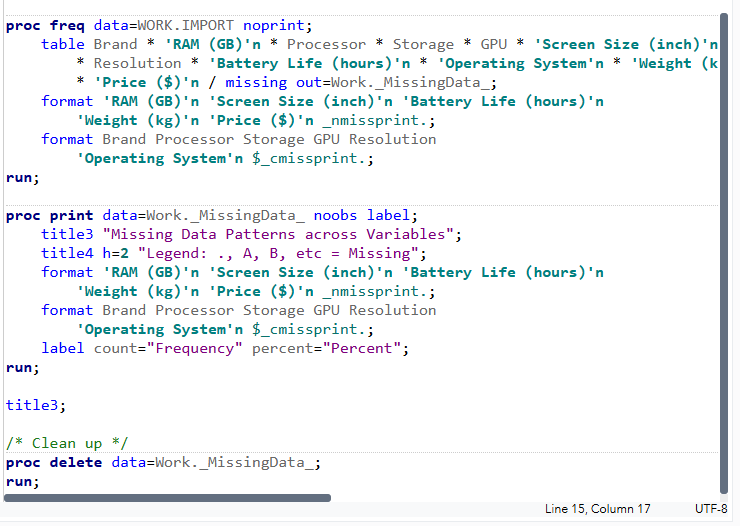 proc freq data=WORK.IMPORT noprint;
    table Brand * 'RAM (GB)'n * Processor * Storage * GPU * 'Screen Size (inch)'n
        * Resolution * 'Battery Life (hours)'n * 'Operating System'n * 'Weight (k
        * 'Price ($)'n / missing out=Work._MissingData_;
    format 'RAM (GB)'n 'Screen Size (inch)'n 'Battery Life (hours)'n
        'Weight (kg)'n 'Price ($)'n _nmissprint.;
    format Brand Processor Storage GPU Resolution
        'Operating System'n $_cmissprint.;
run;
proc print data=Work._MissingData_ noobs label;
    title3 "Missing Data Patterns across Variables";
    title4 h=2 "Legend: ., A, B, etc = Missing";
    format 'RAM (GB)'n 'Screen Size (inch)'n 'Battery Life (hours)'n
        'Weight (kg)'n 'Price ($)'n _nmissprint.;
    format Brand Processor Storage GPU Resolution
        'Operating System'n $_cmissprint.;
    label count="Frequency" percent="Percent";
run;
title3;
/* Clean up */
proc delete data=Work._MissingData_;
run;
Line 15, Column 17 UTF-8